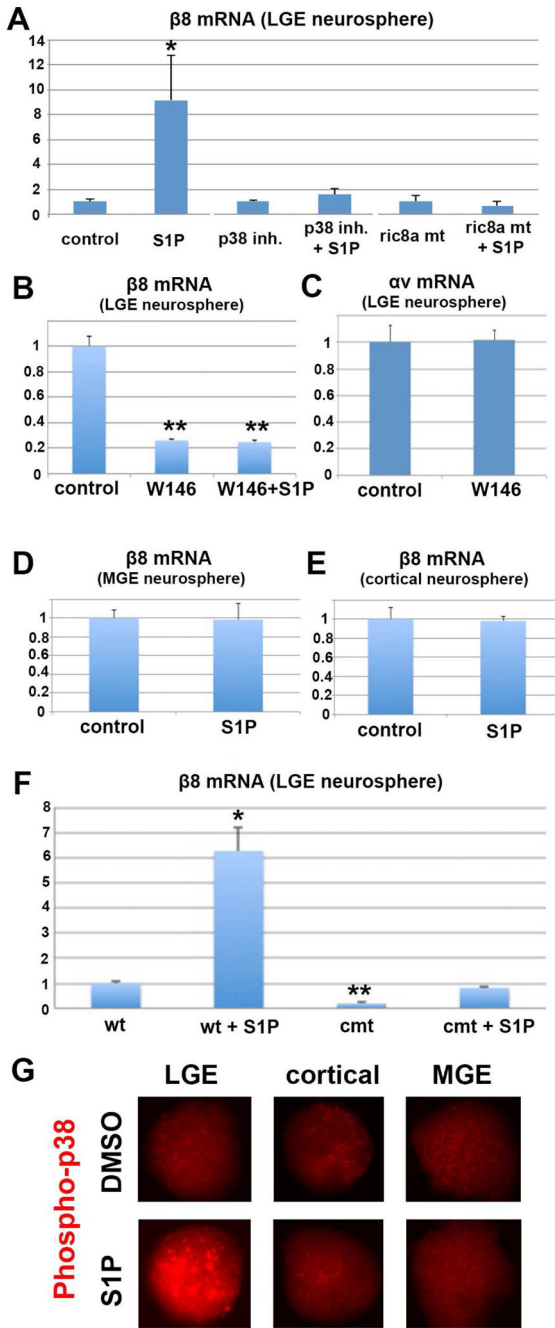 A
β8 mRNA (LGE neurosphere)
14
12
10
8
6
4
2
0
*
control
S1P
p38 inh.
p38 inh.
+ S1P
ric8a mt
ric8a mt
+ S1P
B
β8 mRNA
(LGE neurosphere)
1
0.8
0.6
0.4
0.2
0
**
**
control
W146
W146+S1P
C
αv mRNA
(LGE neurosphere)
1
0.8
0.6
0.4
0.2
0
control
W146
D
β8 mRNA
(MGE neurosphere)
1
0.8
0.6
0.4
0.2
0
control
S1P
E
β8 mRNA
(cortical neurosphere)
1
0.8
0.6
0.4
0.2
0
control
S1P
F
β8 mRNA (LGE neurosphere)
8
7
6
5
4
3
2
1
0
*
**
wt
wt + S1P
cmt
cmt + S1P
G
LGE
cortical
MGE
Phospho-p38
DMSO
S1P